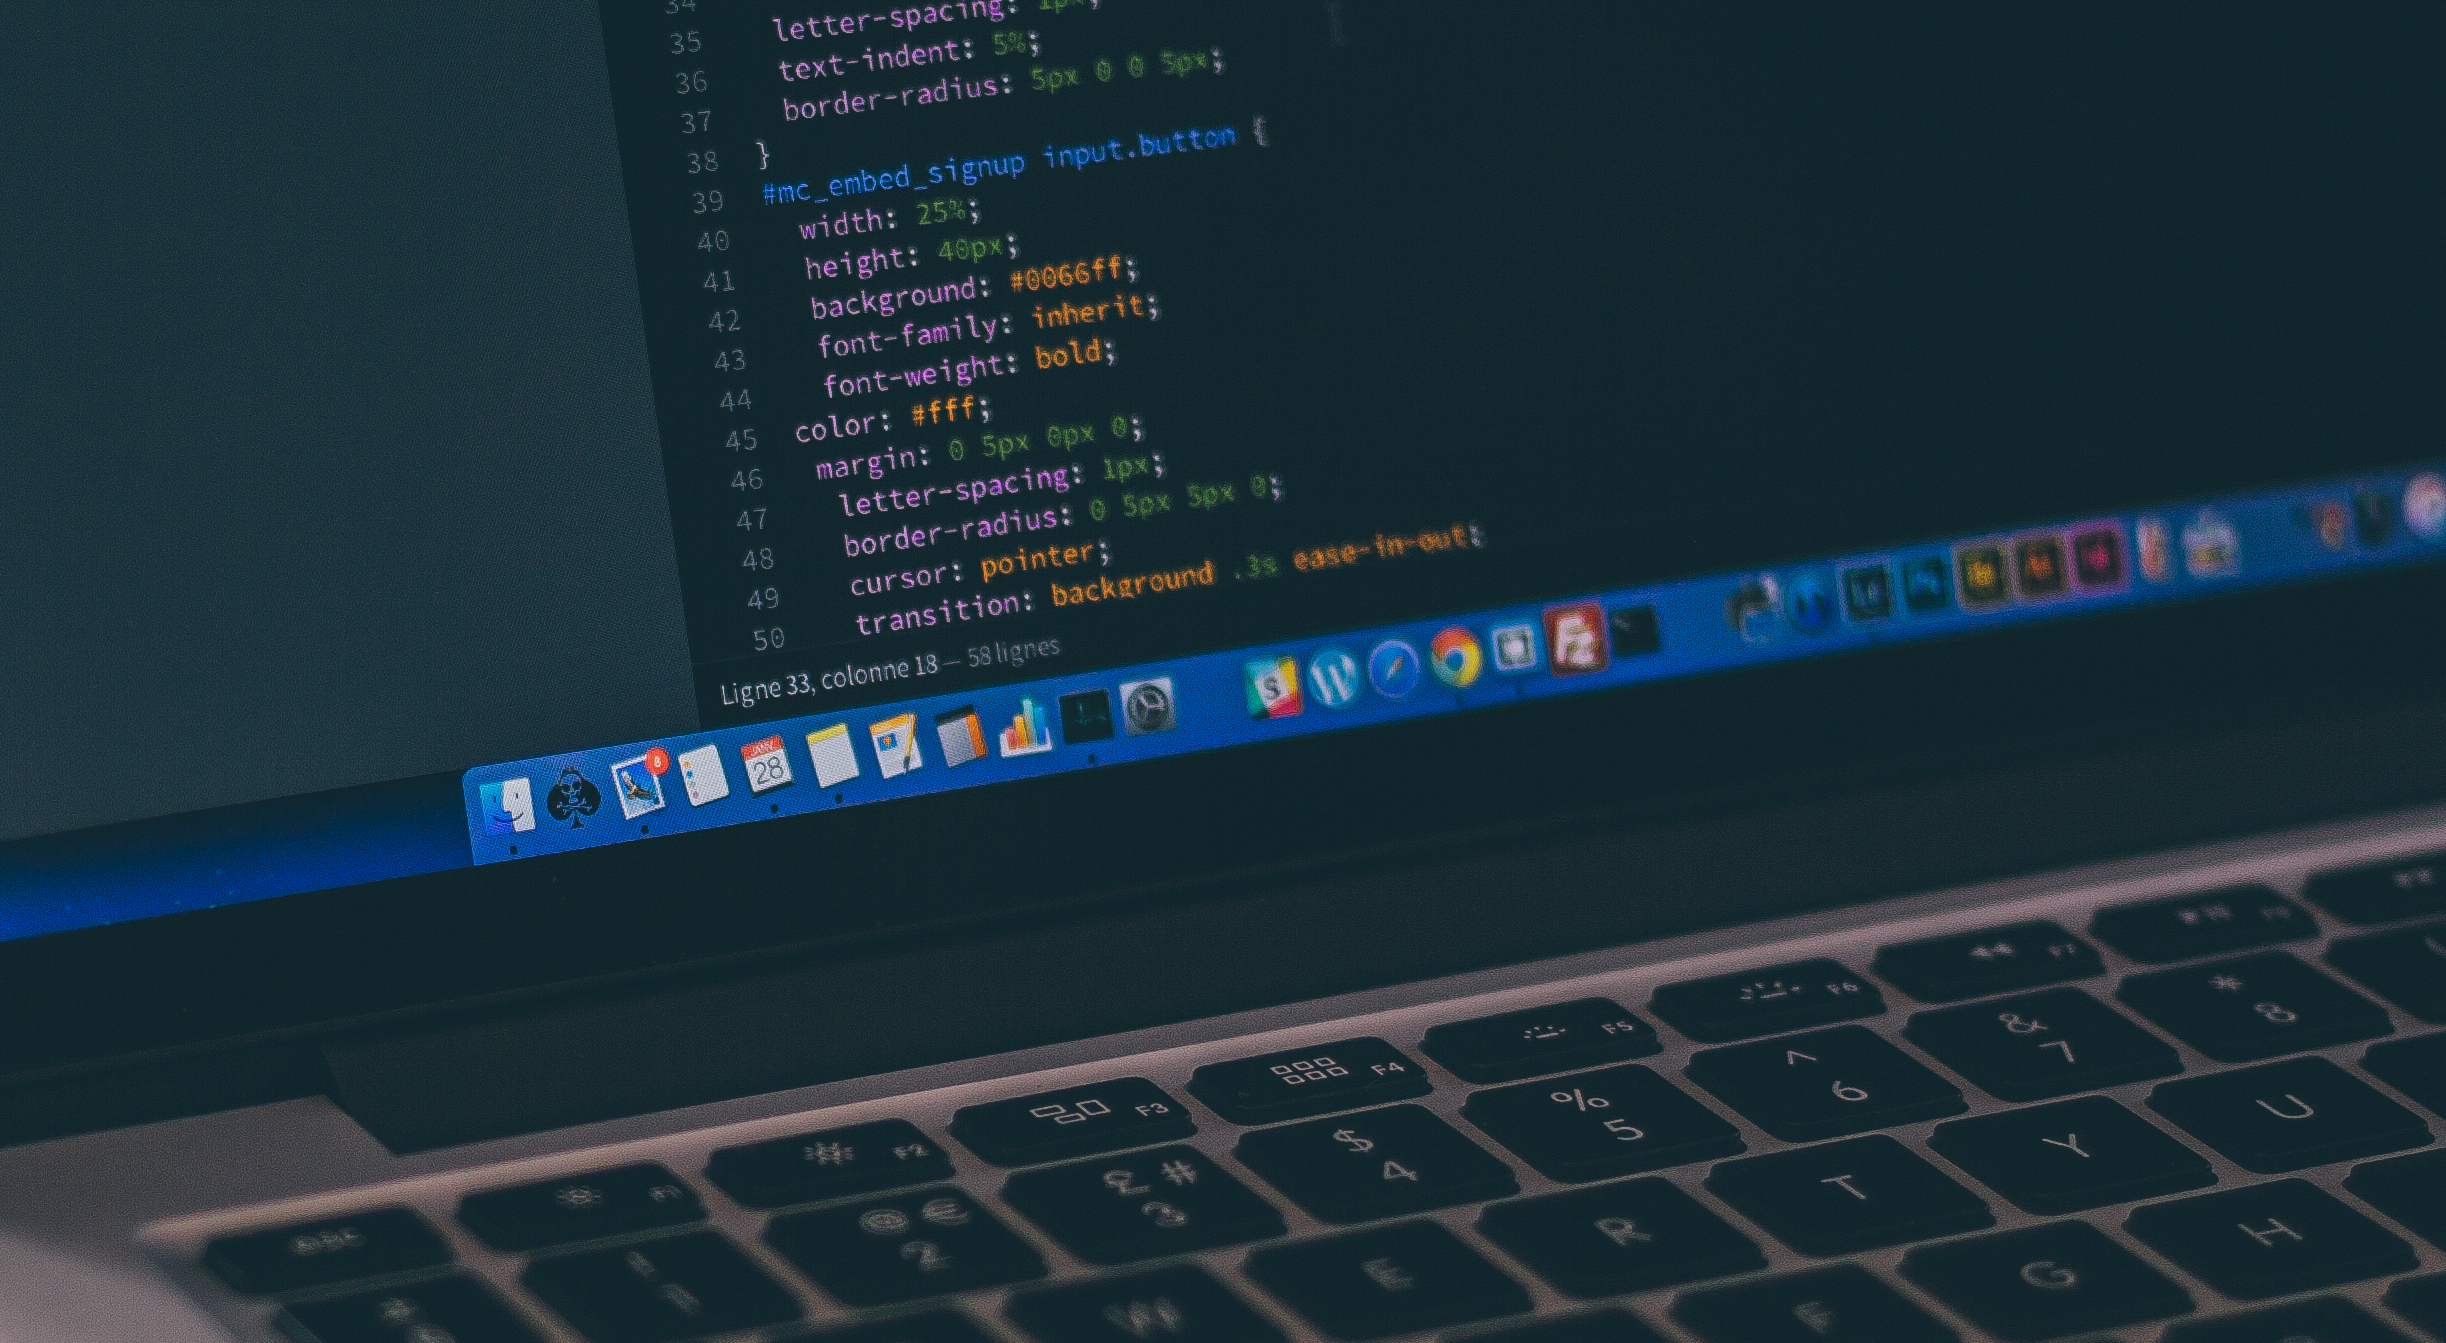 34
35 letter-spacing: 1px;
36 text-indent: 5%;
37 border-radius: 5px 0 0 5px;
38 }
39 #mc_embed_signup input.button {
40 width: 25%;
41 height: 40px;
42 background: #0066ff;
43 font-family: inherit;
44 font-weight: bold;
45 color: #fff;
46 margin: 0 5px 0px 0;
47 letter-spacing: 1px;
48 border-radius: 0 5px 5px 0;
49 cursor: pointer;
50 transition: background .3s ease-in-out;
Ligne 33, colonne 18 — 58 lignes
8
JANV.
28
S
W
Fz
F1 F2 F3 F4 F5 F6 F7
@ € £ # $ % ^ & *
2 3 4 5 6 7 8
W E R T Y U
F G H